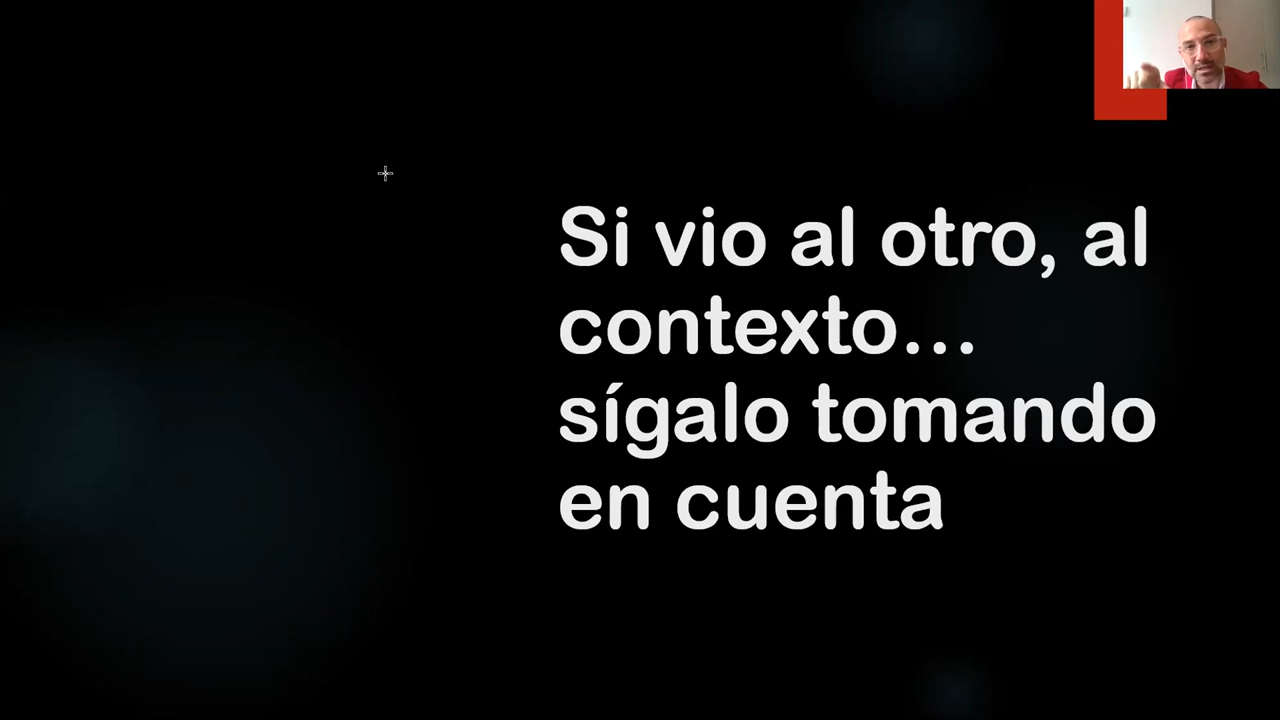 Si vio al otro, al
contexto...
sígalo tomando
en cuenta